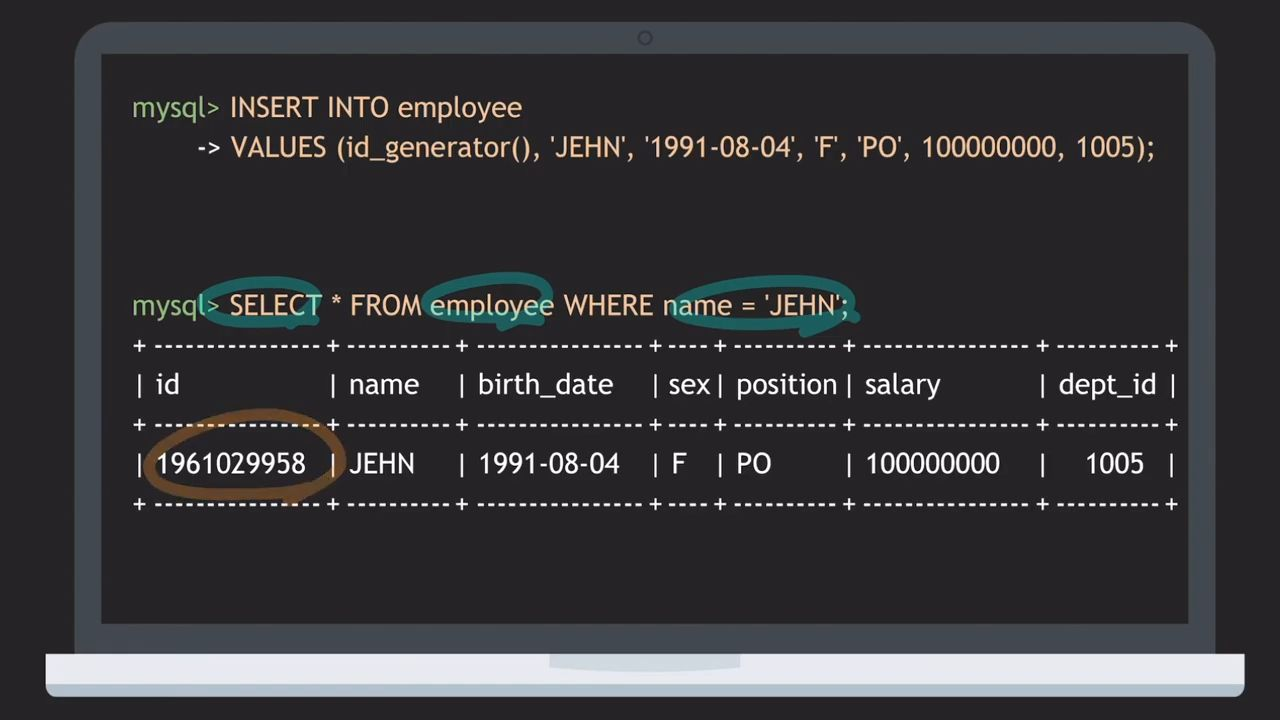 mysql> INSERT INTO employee
-> VALUES (id_generator(), 'JEHN', '1991-08-04', 'F', 'PO', 100000000, 1005);
mysql> SELECT * FROM employee WHERE name = 'JEHN';
+ --------------- + ---------- + --------------- + ---- + --------- + --------------- + ---------- +
| id | name | birth_date | sex | position | salary | dept_id |
+ --------------- + ---------- + --------------- + ---- + --------- + --------------- + ---------- +
| 1961029958 | JEHN | 1991-08-04 | F | PO | 100000000 | 1005 |
+ --------------- + ---------- + --------------- + ---- + --------- + --------------- + ---------- +